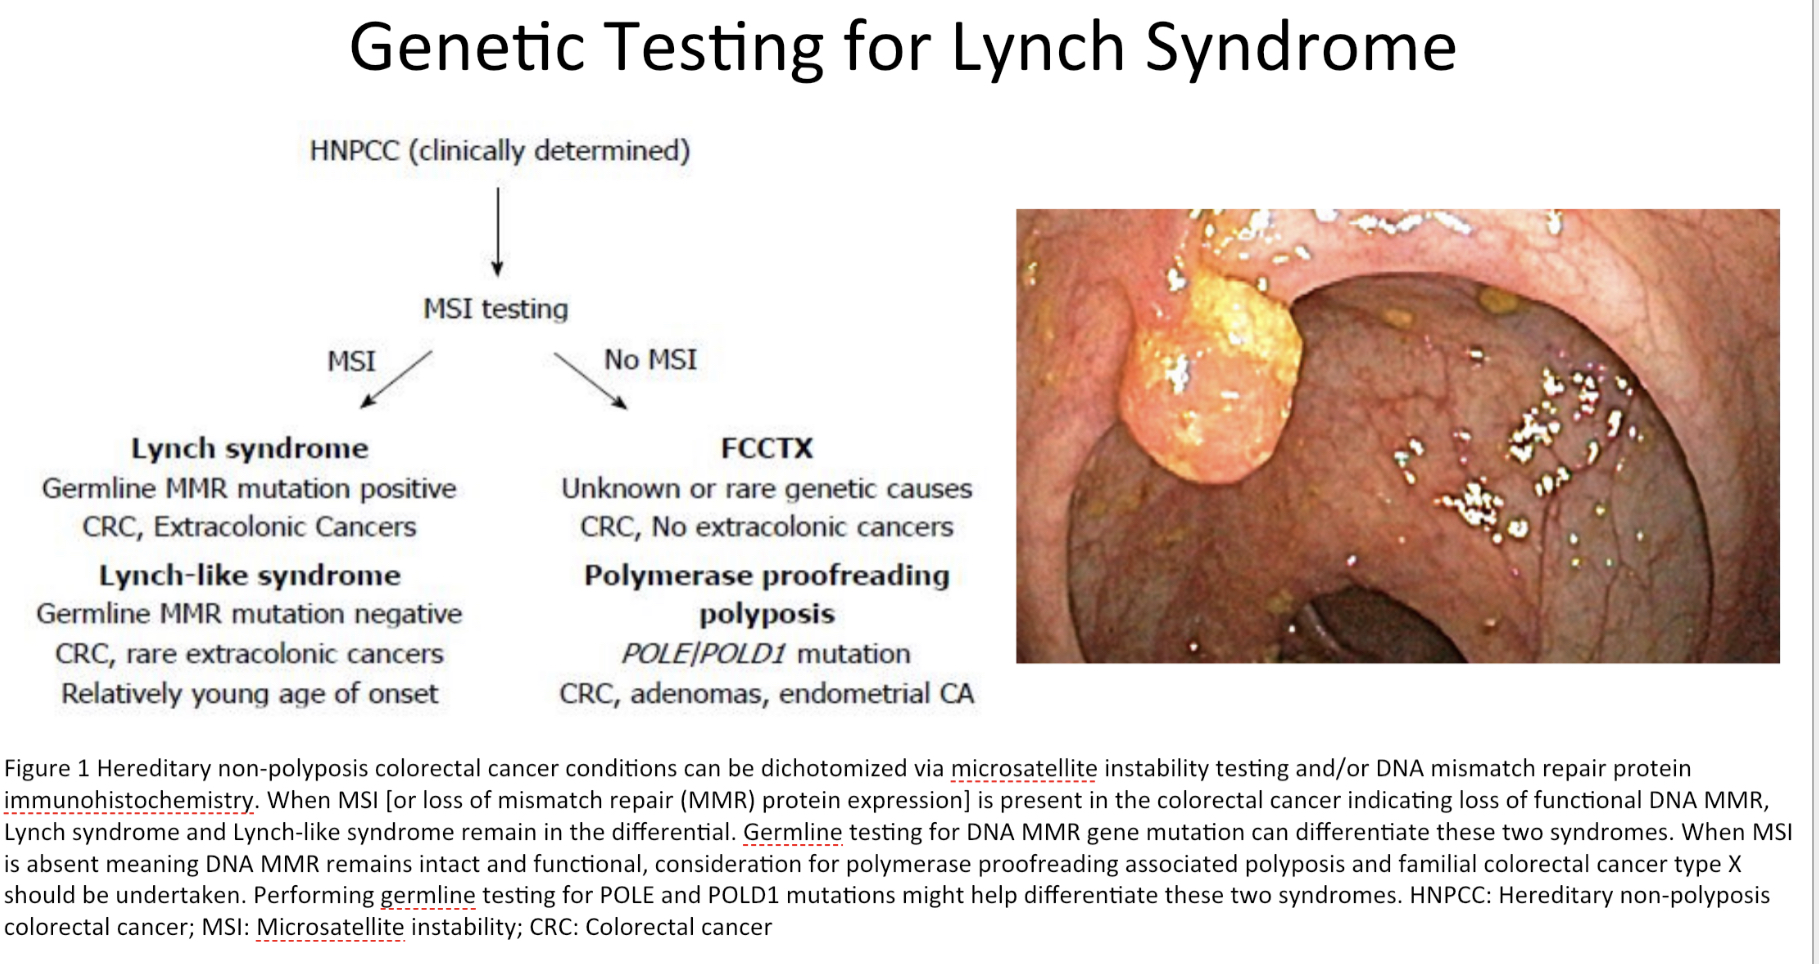 Genetic Testing for Lynch Syndrome
HNPCC (clinically determined)
MSI testing
MSI
No MSI
Lynch syndrome
Germline MMR mutation positive
CRC, Extracolonic Cancers
Lynch-like syndrome
Germline MMR mutation negative
CRC, rare extracolonic cancers
Relatively young age of onset
FCCTX
Unknown or rare genetic causes
CRC, No extracolonic cancers
Polymerase proofreading
polyposis
POLE/POLD1 mutation
CRC, adenomas, endometrial CA
Figure 1 Hereditary non-polyposis colorectal cancer conditions can be dichotomized via microsatellite instability testing and/or DNA mismatch repair protein
immunohistochemistry. When MSI [or loss of mismatch repair (MMR) protein expression] is present in the colorectal cancer indicating loss of functional DNA MMR,
Lynch syndrome and Lynch-like syndrome remain in the differential. Germline testing for DNA MMR gene mutation can differentiate these two syndromes. When MSI
is absent meaning DNA MMR remains intact and functional, consideration for polymerase proofreading associated polyposis and familial colorectal cancer type X
should be undertaken. Performing germline testing for POLE and POLD1 mutations might help differentiate these two syndromes. HNPCC: Hereditary non-polyposis
colorectal cancer; MSI: Microsatellite instability; CRC: Colorectal cancer